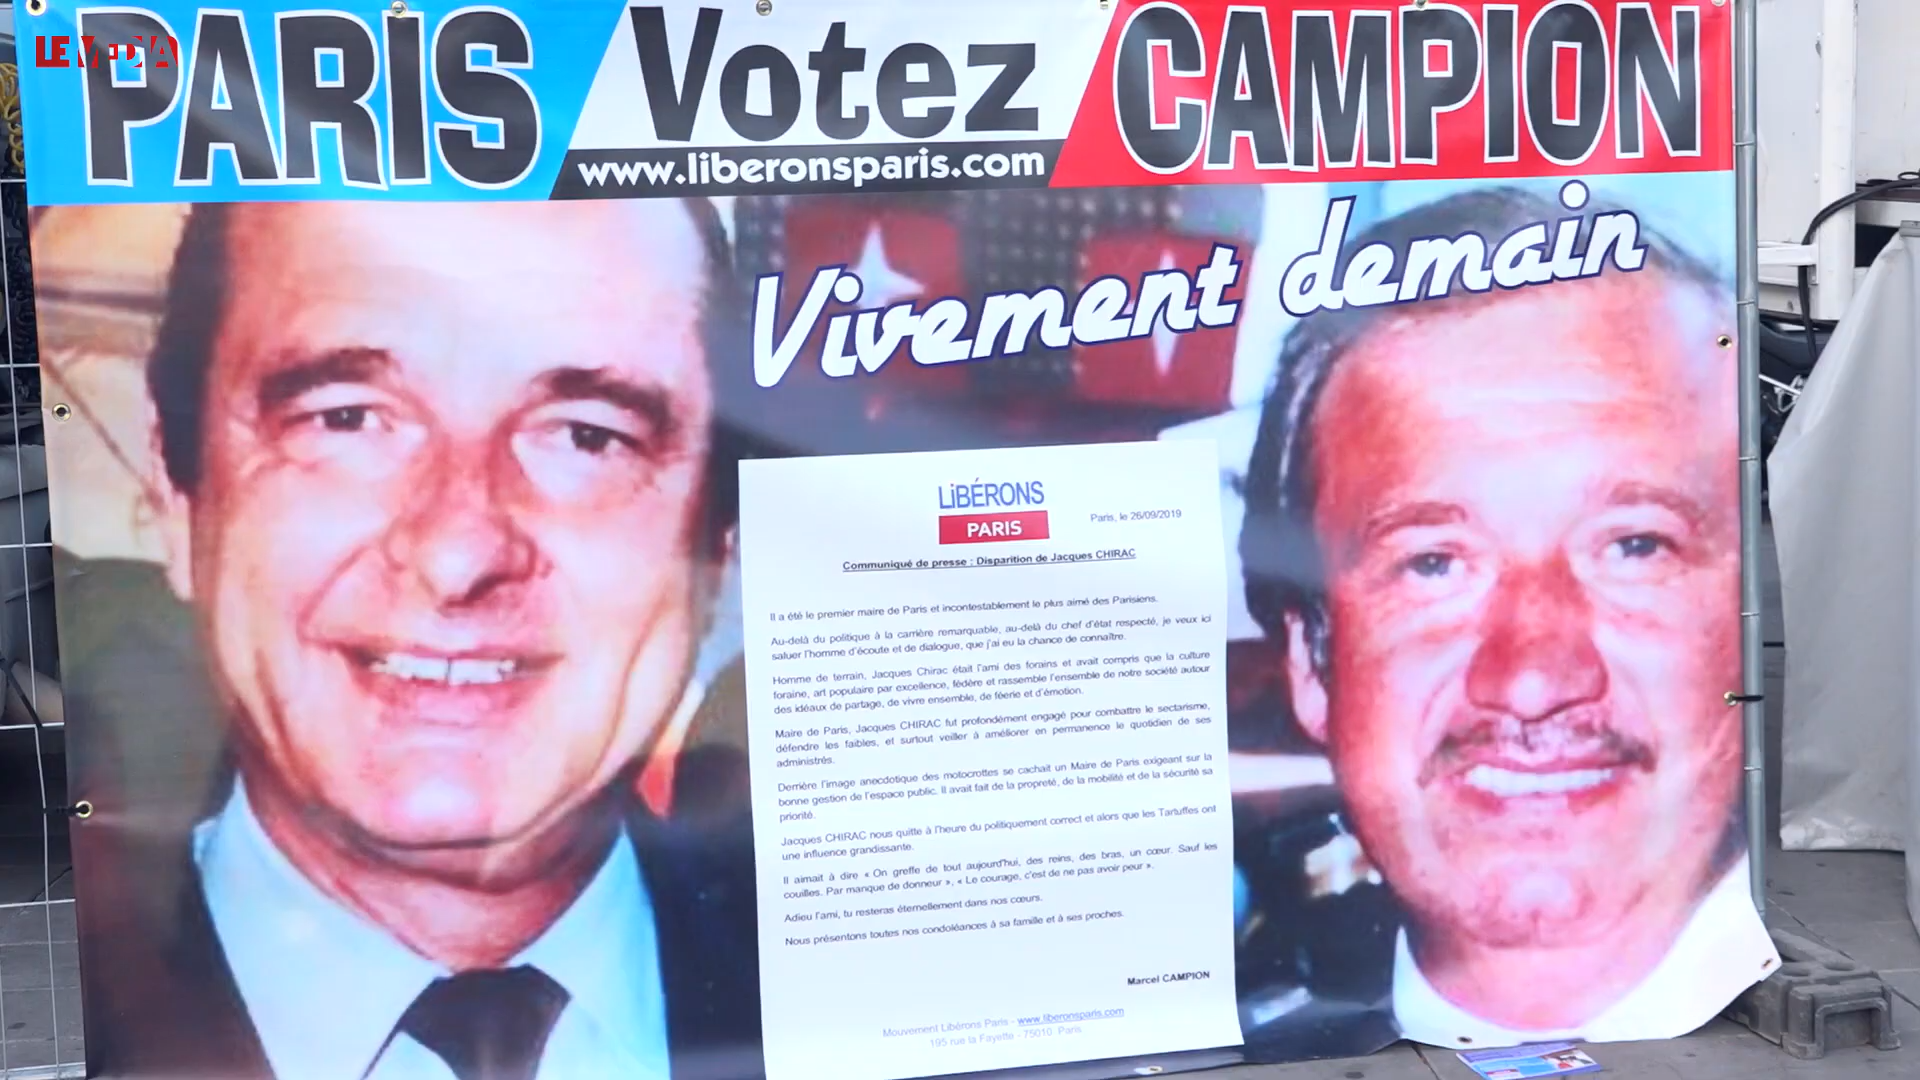 LE MEDIA
PARIS Votez CAMPION
www.liberonsparis.com
Vivement demain
LiBÉRONS
PARIS
Paris, le 26/09/2019
Communiqué de presse : Disparition de Jacques CHIRAC
Il a été le premier maire de Paris et incontestablement le plus aimé des Parisiens.
Au-delà du politique à la carrière remarquable, au-delà du chef d'état respecté, je veux ici
saluer l'homme d'écoute et de dialogue, que j'ai eu la chance de connaître.
Homme de terrain, Jacques Chirac était l'ami des forains et avait compris que la culture
foraine, art populaire par excellence, fédère et rassemble l'ensemble de notre société autour
des idéaux de partage, de vivre ensemble, de féerie et d'émotion.
Maire de Paris, Jacques CHIRAC fut profondément engagé pour combattre le sectarisme,
défendre les faibles, et surtout veiller à améliorer en permanence le quotidien de ses
administrés.
Derrière l'image anecdotique des motocrottes se cachait un Maire de Paris exigeant sur la
bonne gestion de l'espace public. Il avait fait de la propreté, de la mobilité et de la sécurité sa
priorité.
Jacques CHIRAC nous quitte à l'heure du politiquement correct et alors que les Tartuffes ont
une influence grandissante.
Il aimait à dire « On greffe de tout aujourd'hui, des reins, des bras, un cœur. Sauf les
couilles. Par manque de donneur », « Le courage, c'est de ne pas avoir peur ».
Adieu l'ami, tu resteras éternellement dans nos cœurs.
Nous présentons toutes nos condoléances à sa famille et à ses proches.
Marcel CAMPION
Mouvement Libérons Paris - www.liberonsparis.com
195 rue la Fayette - 75010 Paris